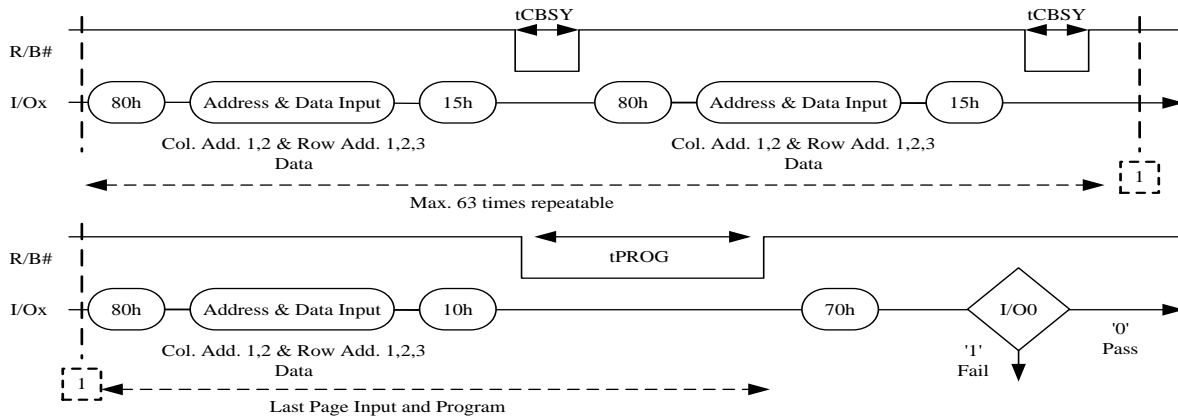 tCBSY tCBSY
R/B#
I/Ox 80h Address & Data Input 15h 80h Address & Data Input 15h
Col. Add. 1,2 & Row Add. 1,2,3 Col. Add. 1,2 & Row Add. 1,2,3
Data Data
1
Max. 63 times repeatable
R/B#
tPROG
I/Ox 80h Address & Data Input 10h 70h I/O0
'0'
Pass
Col. Add. 1,2 & Row Add. 1,2,3 '1'
Data Fail
1
Last Page Input and Program